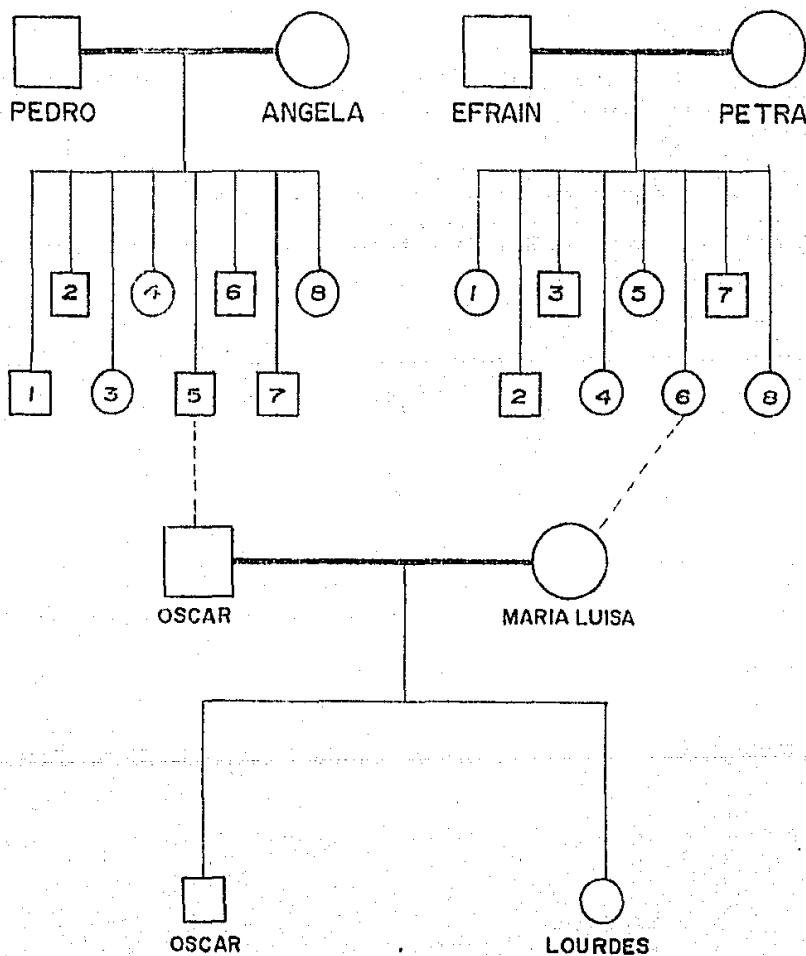 PEDRO ANGELA EFRAIN PETRA
2 4 6 8 1 3 5 7
1 3 5 7 2 4 6 8
OSCAR MARIA LUISA
OSCAR LOURDES